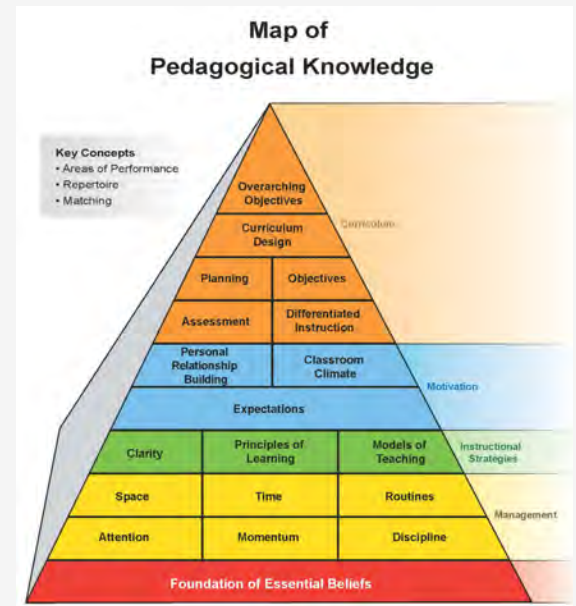 Map of
Pedagogical Knowledge
Key Concepts
• Areas of Performance
• Repertoire
• Matching
Overarching
Objectives
Curriculum
Curriculum
Design
Planning
Objectives
Assessment
Differentiated
Instruction
Personal
Relationship
Building
Classroom
Climate
Motivation
Expectations
Clarity
Principles of
Learning
Models of
Teaching
Instructional
Strategies
Space
Time
Routines
Management
Attention
Momentum
Discipline
Foundation of Essential Beliefs